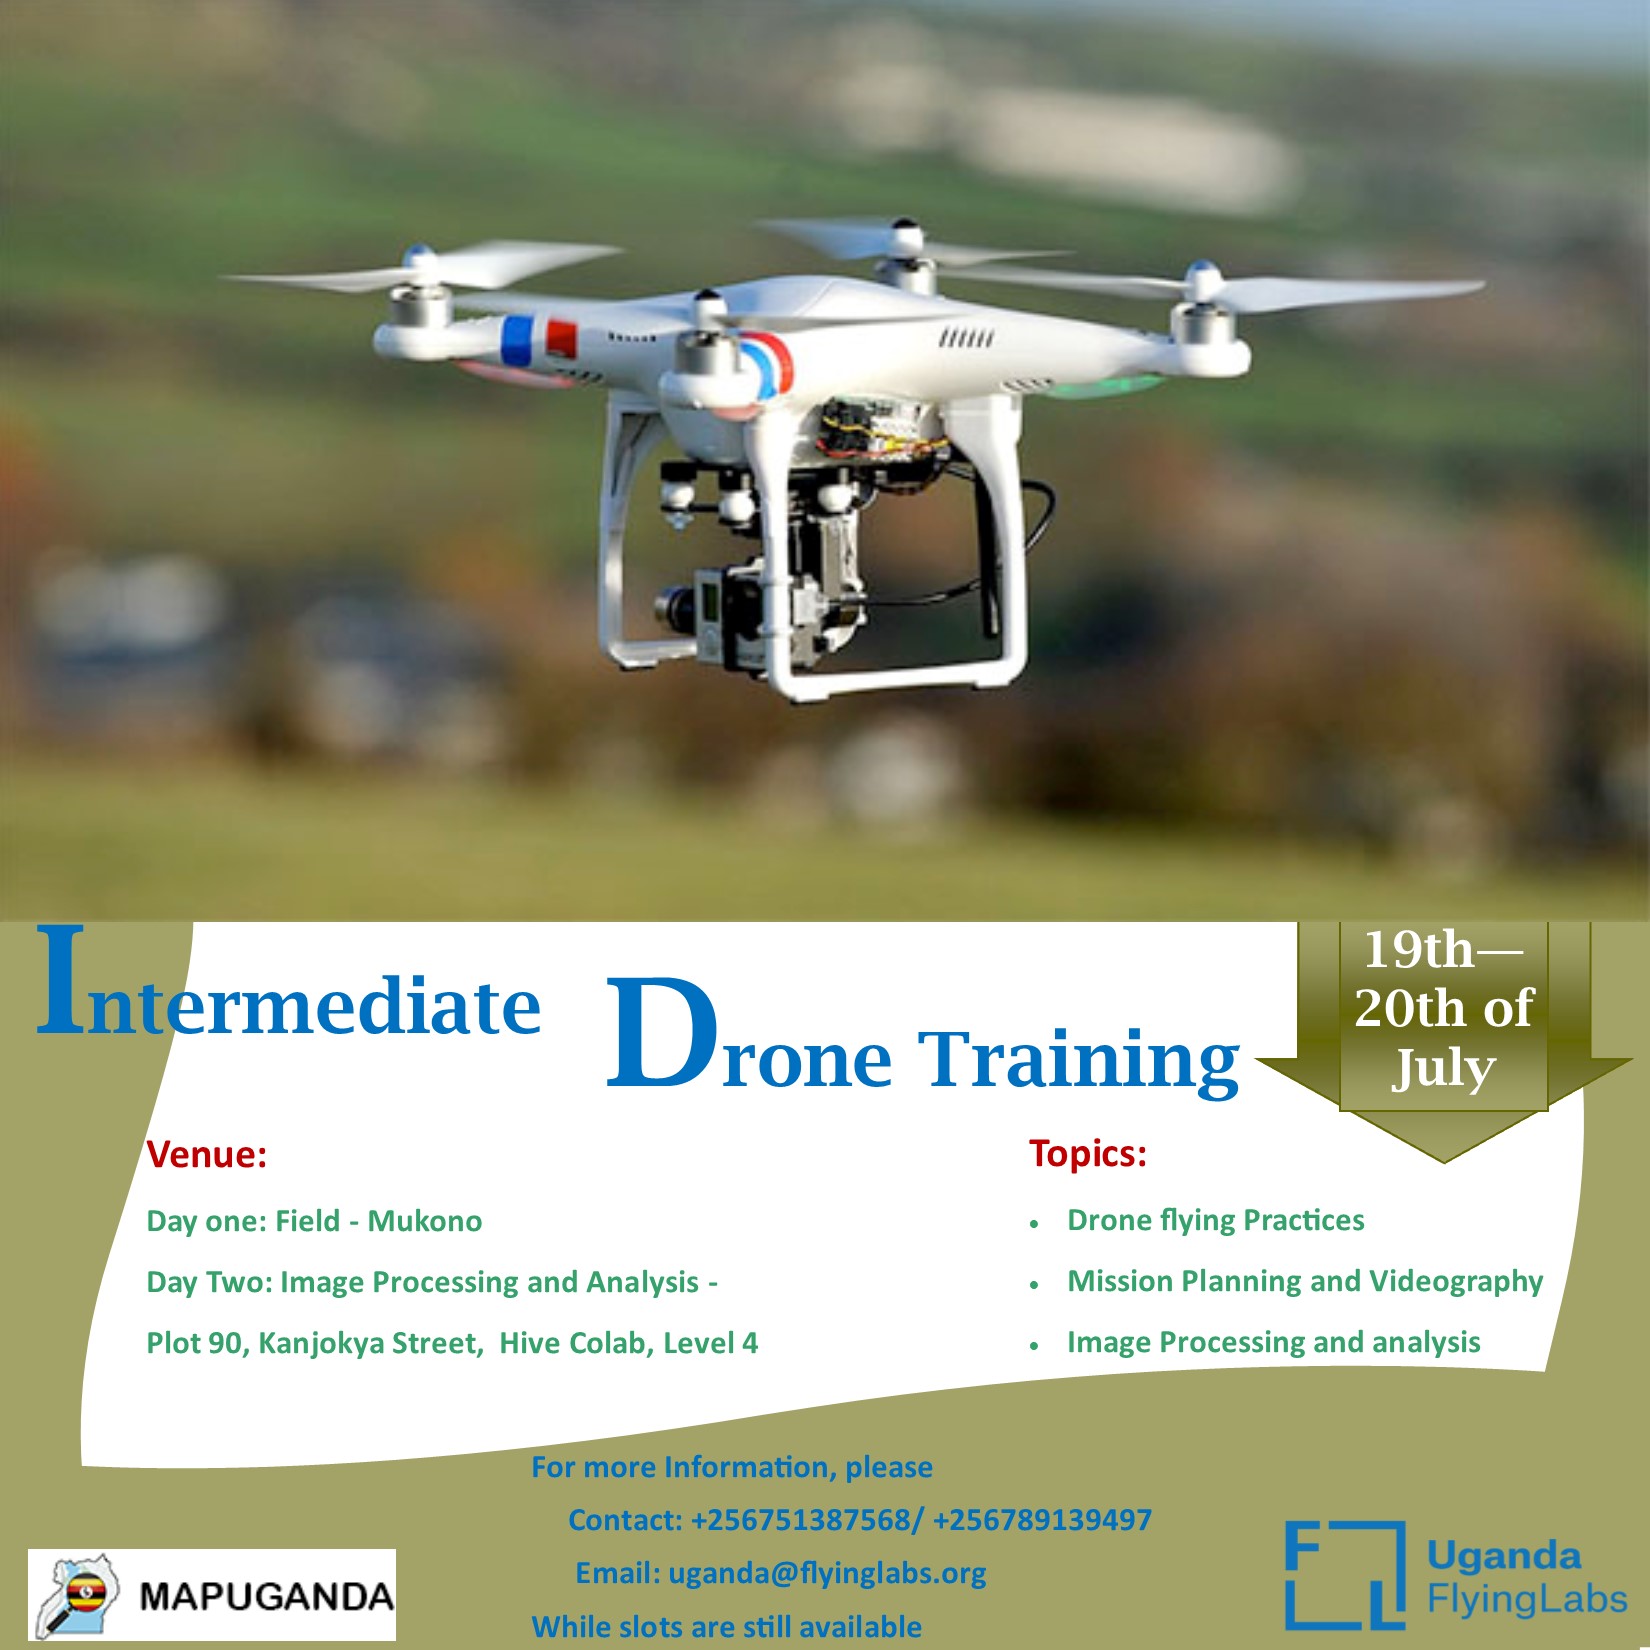 Intermediate
Drone Training
19th—
20th of
July
Venue:
Day one: Field - Mukono
Day Two: Image Processing and Analysis -
Plot 90, Kanjokya Street, Hive Colab, Level 4
Topics:
• Drone flying Practices
• Mission Planning and Videography
• Image Processing and analysis
For more Information, please
Contact: +256751387568/ +256789139497
Email: uganda@flyinglabs.org
While slots are still available
MAPUGANDA
Uganda
FlyingLabs